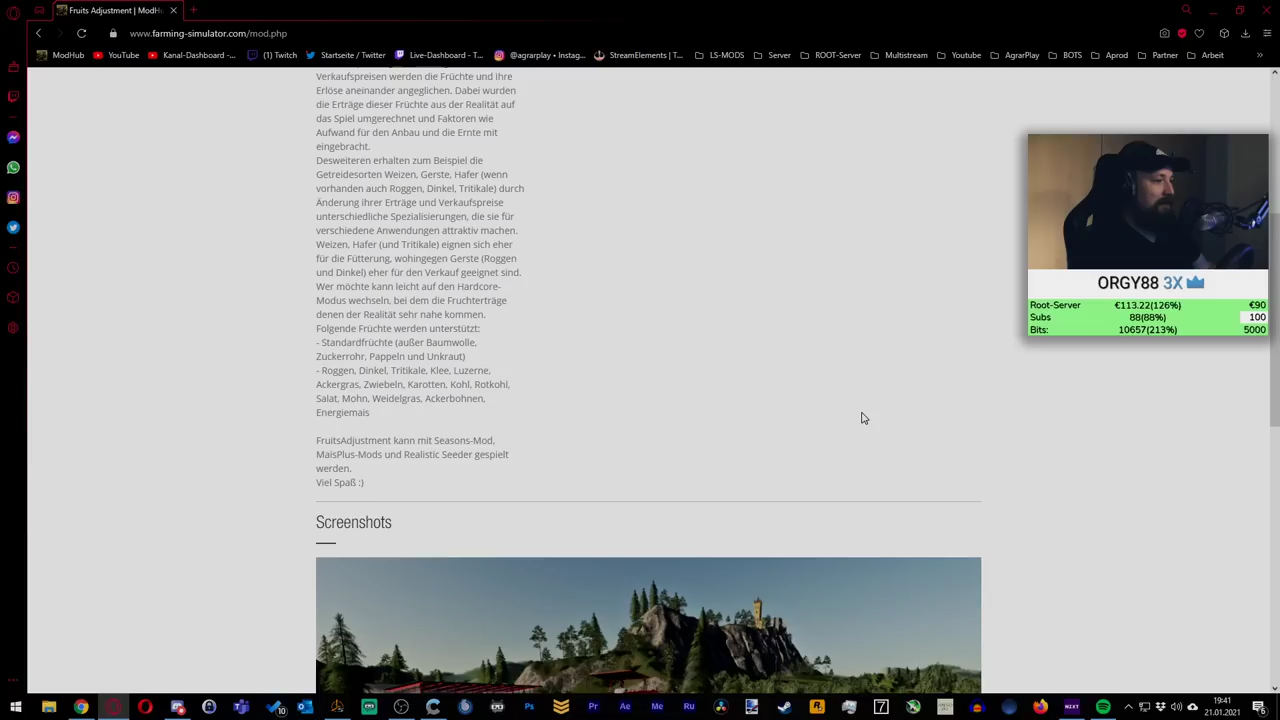 Fruits Adjustment | ModH
www.farming-simulator.com/mod.php
ModHub
YouTube
Kanal-Dashboard -...
(1) Twitch
Startseite / Twitter
Live-Dashboard - T...
@agrarplay • Instag...
StreamElements | T...
LS-MODS
Server
ROOT-Server
Multistream
Youtube
AgrarPlay
BOTS
Aprod
Partner
Arbeit
Verkaufspreisen werden die Früchte und ihre
Erlöse aneinander angeglichen. Dabei wurden
die Erträge dieser Früchte aus der Realität auf
das Spiel umgerechnet und Faktoren wie
Aufwand für den Anbau und die Ernte mit
eingebracht.
Desweiteren erhalten zum Beispiel die
Getreidesorten Weizen, Gerste, Hafer (wenn
vorhanden auch Roggen, Dinkel, Tritikale) durch
Änderung ihrer Erträge und Verkaufspreise
unterschiedliche Spezialisierungen, die sie für
verschiedene Anwendungen attraktiv machen.
Weizen, Hafer (und Tritikale) eignen sich eher
für die Fütterung, wohingegen Gerste (Roggen
und Dinkel) eher für den Verkauf geeignet sind.
Wer möchte kann leicht auf den Hardcore-
Modus wechseln, bei dem die Fruchterträge
denen der Realität sehr nahe kommen.
Folgende Früchte werden unterstützt:
- Standardfrüchte (außer Baumwolle,
Zuckerrohr, Pappeln und Unkraut)
- Roggen, Dinkel, Tritikale, Klee, Luzerne,
Ackergras, Zwiebeln, Karotten, Kohl, Rotkohl,
Salat, Mohn, Weidelgras, Ackerbohnen,
Energiemais
FruitsAdjustment kann mit Seasons-Mod,
MaisPlus-Mods und Realistic Seeder gespielt
werden.
Viel Spaß :)
Screenshots
ORGY88 3X
Root-Server €113.22(126%) €90
Subs 88(88%) 100
Bits: 10657(213%) 5000
10
Ps
Pr
Ae
Me
Ru
7
NEXT
19:41
21.01.2021
6